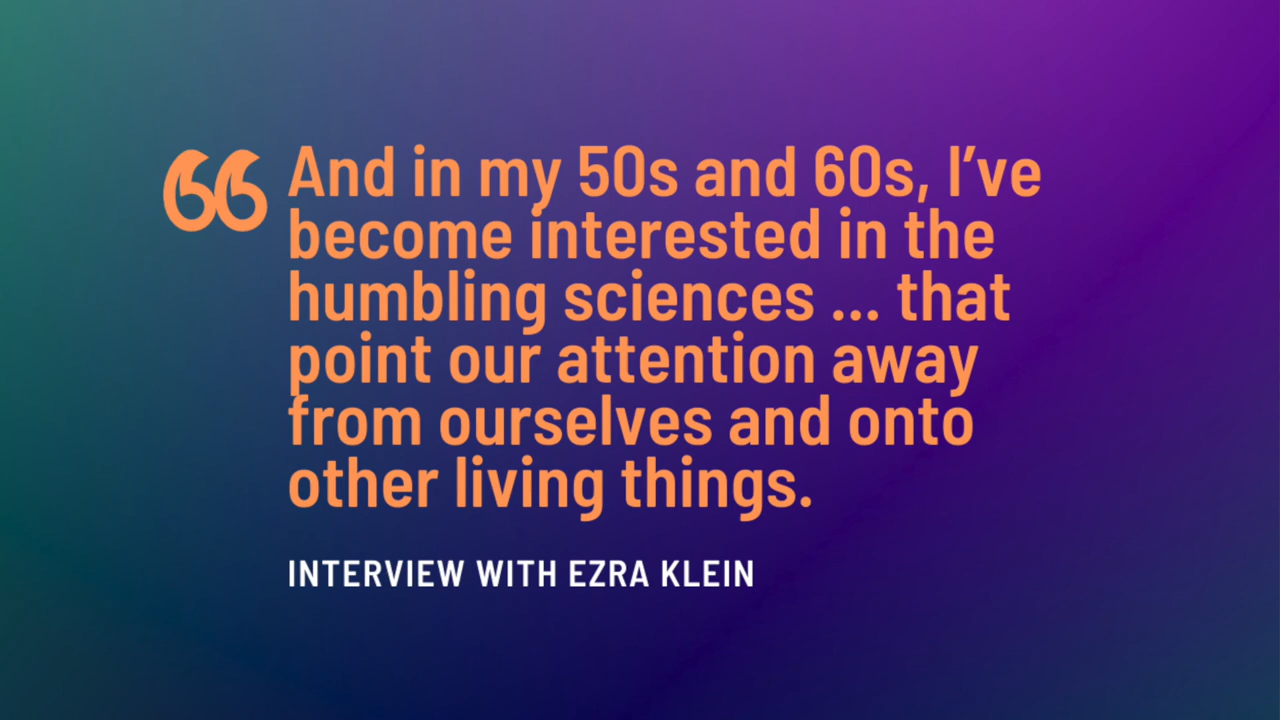 “And in my 50s and 60s, I’ve
become interested in the
humbling sciences ... that
point our attention away
from ourselves and onto
other living things.
INTERVIEW WITH EZRA KLEIN